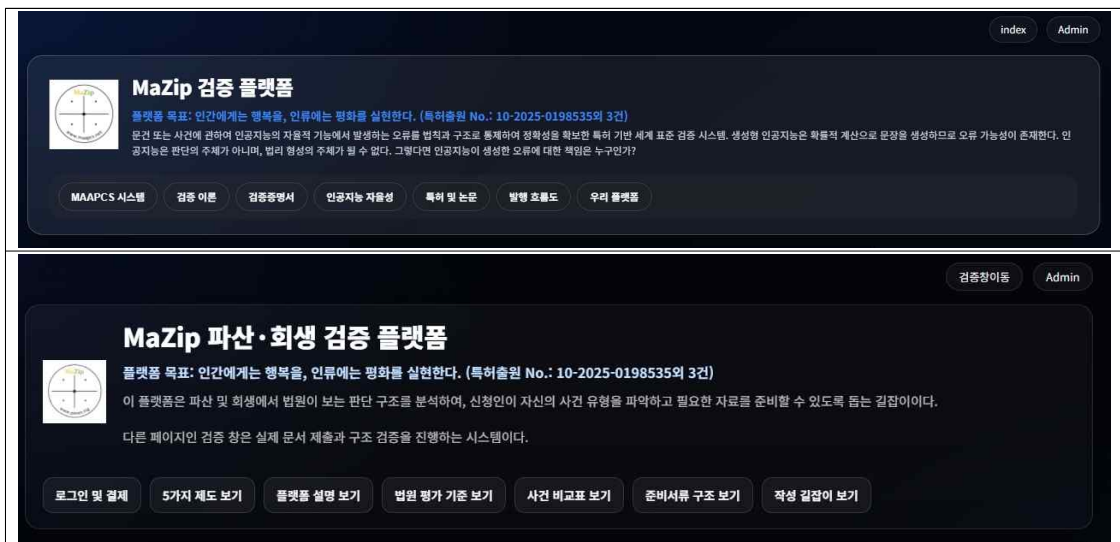 index Admin
MaZip
www.maapcs.net
MaZip 검증 플랫폼
플랫폼 목표: 인간에게는 행복을, 인류에는 평화를 실현한다. (특허출원 No.: 10-2025-0198535외 3건)
문건 또는 사건에 관하여 인공지능의 자율적 기능에서 발생하는 오류를 법칙과 구조로 통제하여 정확성을 확보한 특허 기반 세계 표준 검증 시스템. 생성형 인공지능은 확률적 계산으로 문장을 생성하므로 오류 가능성이 존재한다. 인
공지능은 판단의 주체가 아니며, 법리 형성의 주체가 될 수 없다. 그렇다면 인공지능이 생성한 오류에 대한 책임은 누구인가?
MAAPCS 시스템 검증 이론 검증증명서 인공지능 자율성 특허 및 논문 발행 흐름도 우리 플랫폼
검증창이동 Admin
MaZip 파산·회생 검증 플랫폼
플랫폼 목표: 인간에게는 행복을, 인류에는 평화를 실현한다. (특허출원 No.: 10-2025-0198535외 3건)
MaZip
이 플랫폼은 파산 및 회생에서 법원이 보는 판단 구조를 분석하여, 신청인이 자신의 사건 유형을 파악하고 필요한 자료를 준비할 수 있도록 돕는 길잡이이다.
다른 페이지인 검증 창은 실제 문서 제출과 구조 검증을 진행하는 시스템이다.
로그인 및 결제 5가지 제도 보기 플랫폼 설명 보기 법원 평가 기준 보기 사건 비교표 보기 준비서류 구조 보기 작성 길잡이 보기